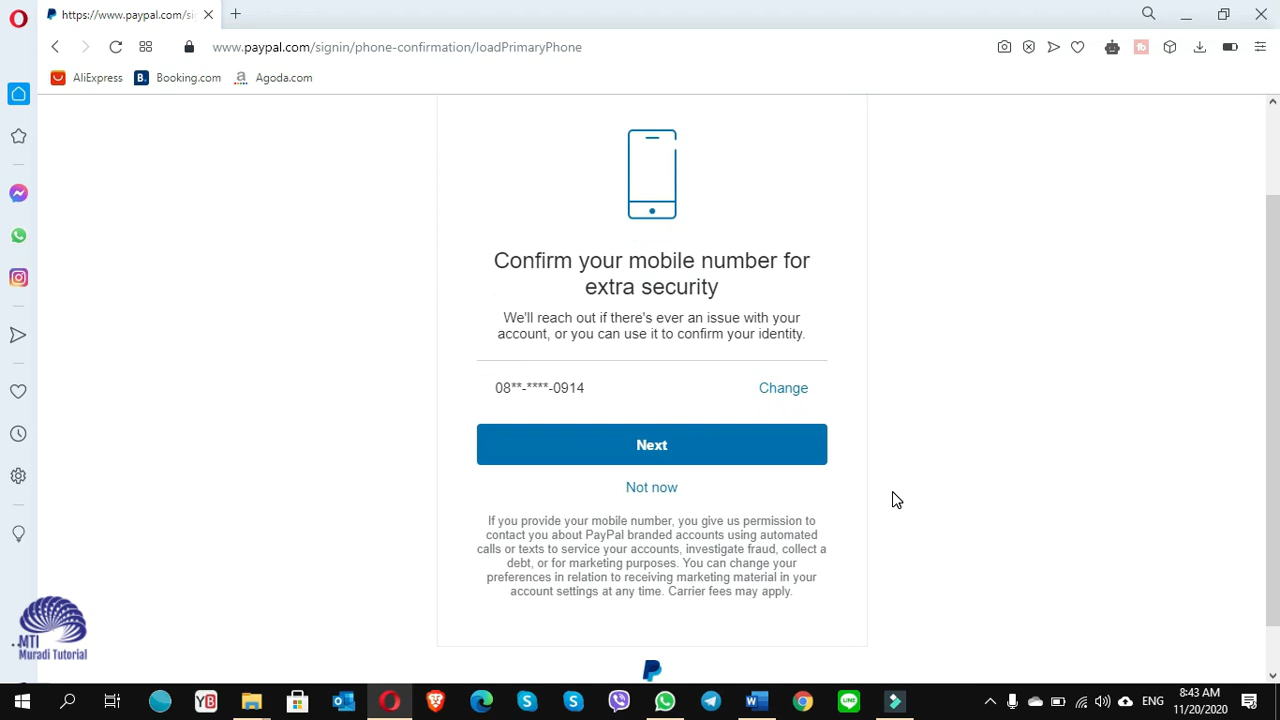 https://www.paypal.com/si
www.paypal.com/signin/phone-confirmation/loadPrimaryPhone
AliExpress
B. Booking.com
a Agoda.com
Confirm your mobile number for
extra security
We'll reach out if there's ever an issue with your
account, or you can use it to confirm your identity.
08**-****-0914 Change
Next
Not now
If you provide your mobile number, you give us permission to
contact you about PayPal branded accounts using automated
calls or texts to service your accounts, investigate fraud, collect a
debt, or for marketing purposes. You can change your
preferences in relation to receiving marketing material in your
account settings at any time. Carrier fees may apply.
MTI
Muradi Tutorial
YB
ENG
8:43 AM
11/20/2020